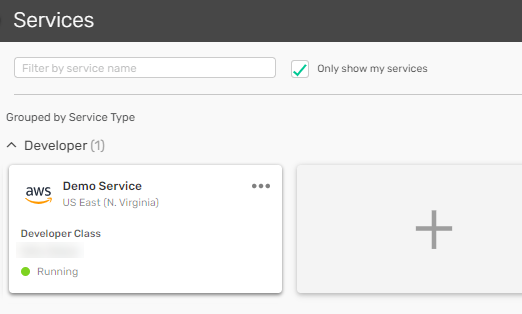 Services
Filter by service name
Only show my services
Grouped by Service Type
Developer (1)
aws
Demo Service
US East (N. Virginia)
Developer Class
Running